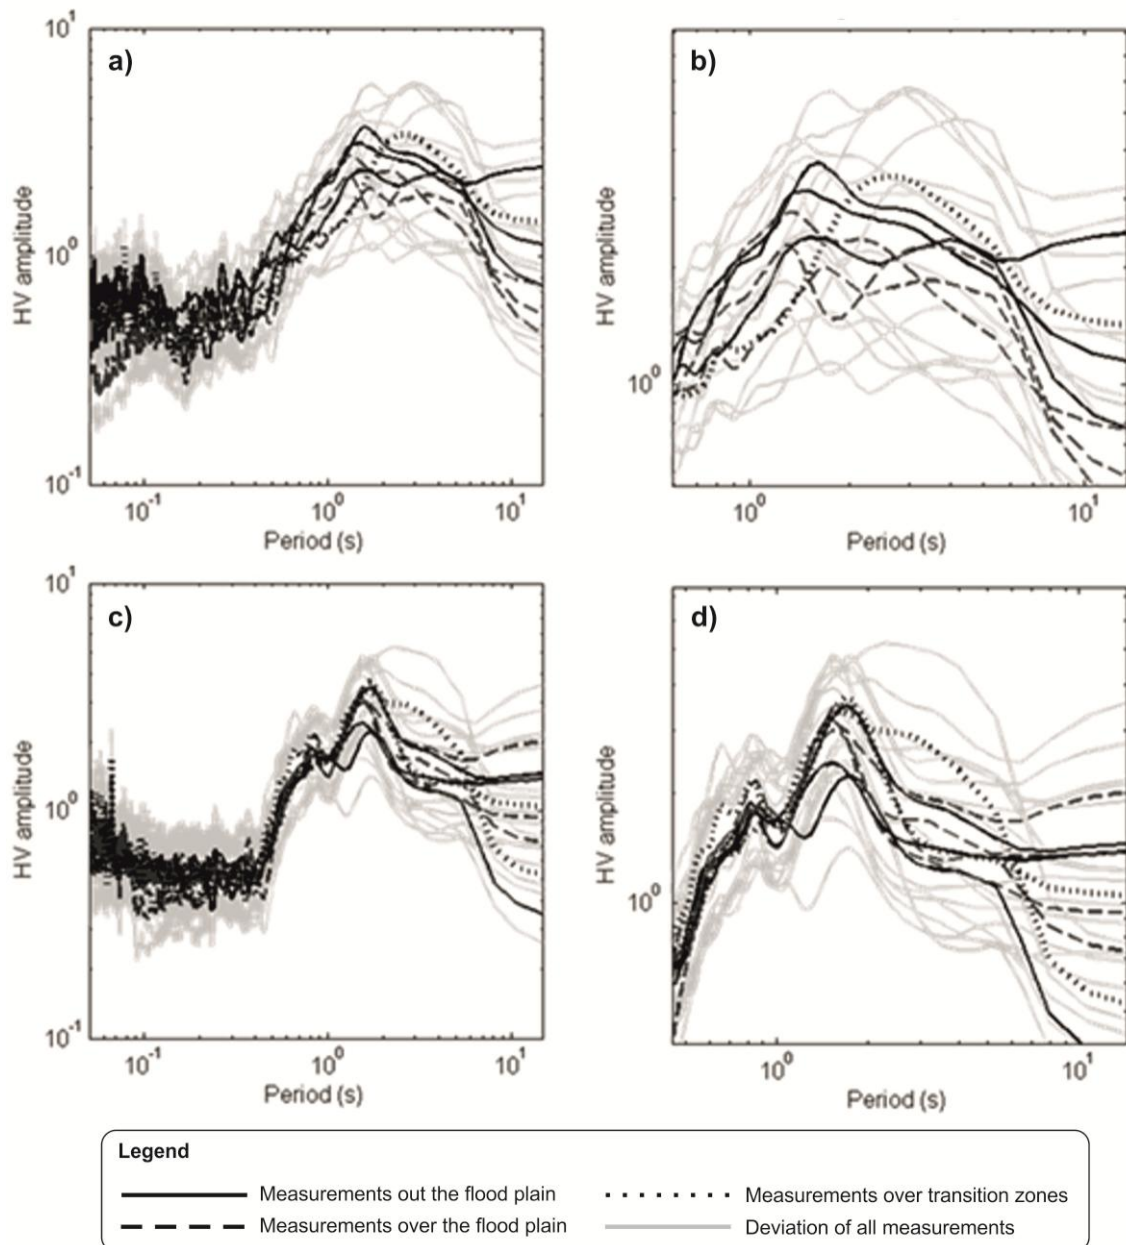 a)
10¹
10⁰
10⁻¹
HV amplitude
10⁻¹ 10⁰ 10¹
Period (s)
b)
10⁰
HV amplitude
10⁰ 10¹
Period (s)
c)
10¹
10⁰
10⁻¹
HV amplitude
10⁻¹ 10⁰ 10¹
Period (s)
d)
10⁰
HV amplitude
10⁰ 10¹
Period (s)
Legend
Measurements out the flood plain
Measurements over transition zones
Measurements over the flood plain
Deviation of all measurements